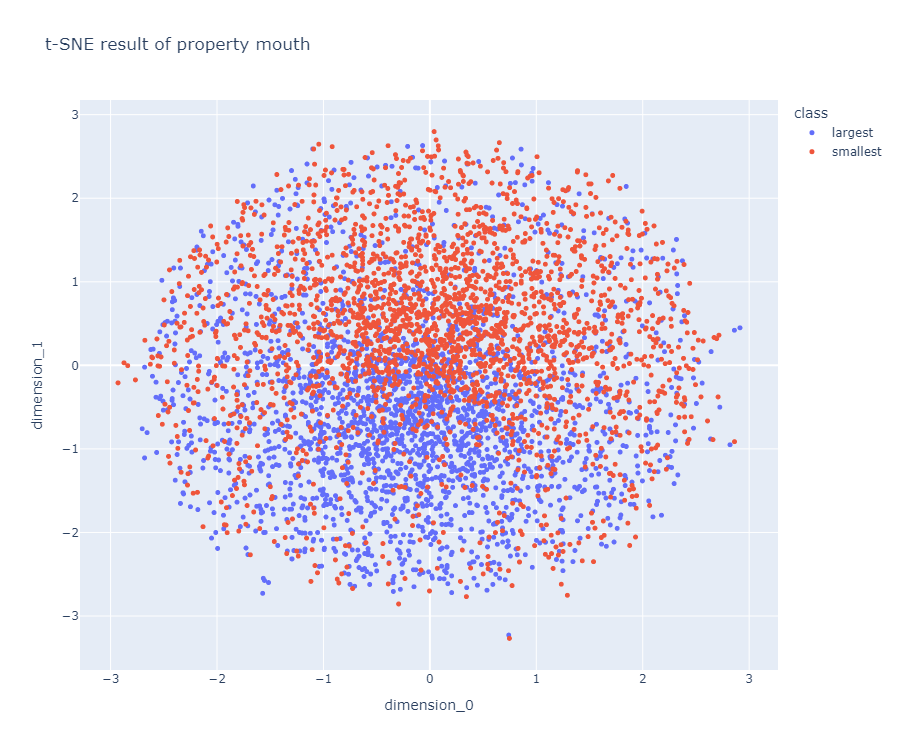 t-SNE result of property mouth
class
largest
smallest
3
2
1
0
−1
−2
−3
dimension_1
−3
−2
−1
0
1
2
3
dimension_0